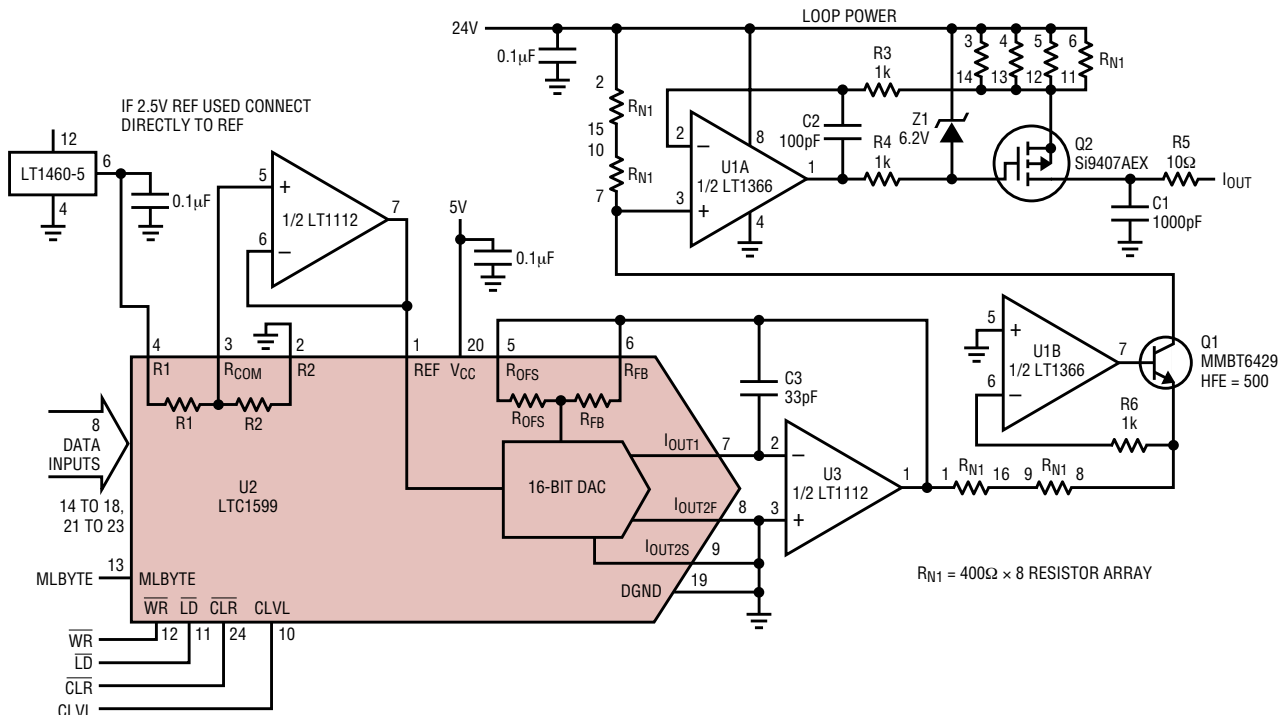 LOOP POWER
24V
0.1µF
2
RN1
15
10
RN1
7
R3
1k
3
4
5
6
14
13
12
11
RN1
IF 2.5V REF USED CONNECT
DIRECTLY TO REF
12
LT1460-5
6
4
0.1µF
5
+
1/2 LT1112
7
6
–
5V
0.1µF
2
–
8
U1A
1/2 LT1366
1
3
+
4
C2
100pF
R4
1k
Z1
6.2V
Q2
Si9407AEX
R5
10Ω
IOUT
C1
1000pF
4
3
2
1
20
5
6
R1
RCOM
R2
REF
VCC
ROFS
RFB
R1
R2
ROFS
RFB
C3
33pF
5
+
U1B
1/2 LT1366
7
6
–
Q1
MMBT6429
HFE = 500
R6
1k
8
DATA
INPUTS
14 TO 18,
21 TO 23
U2
LTC1599
16-BIT DAC
IOUT1
7
2
–
U3
1/2 LT1112
1
IOUT2F
8
3
+
IOUT2S
9
DGND
19
1
RN1
16
9
RN1
8
RN1 = 400Ω × 8 RESISTOR ARRAY
MLBYTE
13
MLBYTE
WR
LD
CLR
CLVL
12
11
24
10
WR
LD
CLR
CLVL